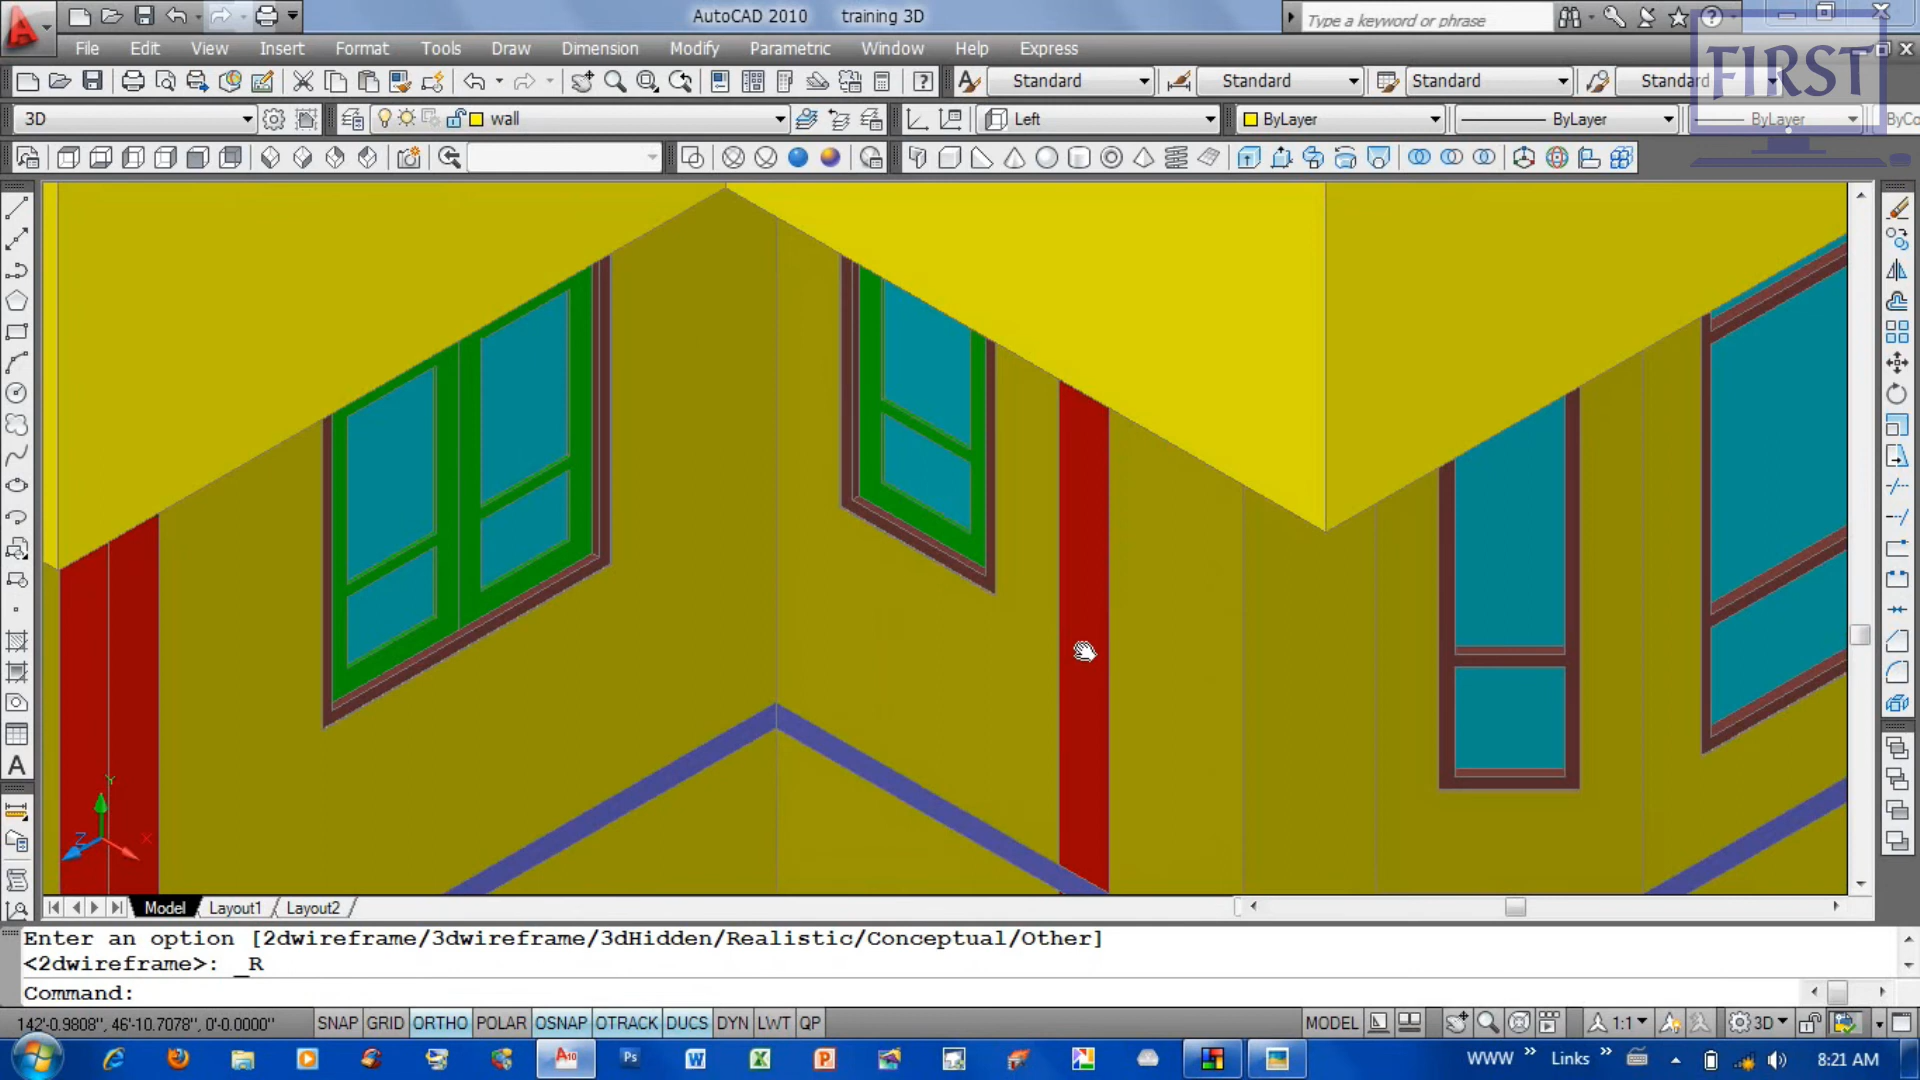 AutoCAD 2010 training 3D
Type a keyword or phrase
File Edit View Insert Format Tools Draw Dimension Modify Parametric Window Help Express
FIRST
Standard Standard Standard Standard
3D wall Left ByLayer ByLayer ByLayer ByCo
Y
Z X
A
Model Layout1 Layout2
Enter an option [2dwireframe/3dwireframe/3dHidden/Realistic/Conceptual/Other]
<2dwireframe>: _R
Command:
142'-0.9808", 46'-10.7078", 0'-0.0000" SNAP GRID ORTHO POLAR OSNAP OTRACK DUCS DYN LWT QP MODEL 1:1 3D
WWW » Links » 8:21 AM